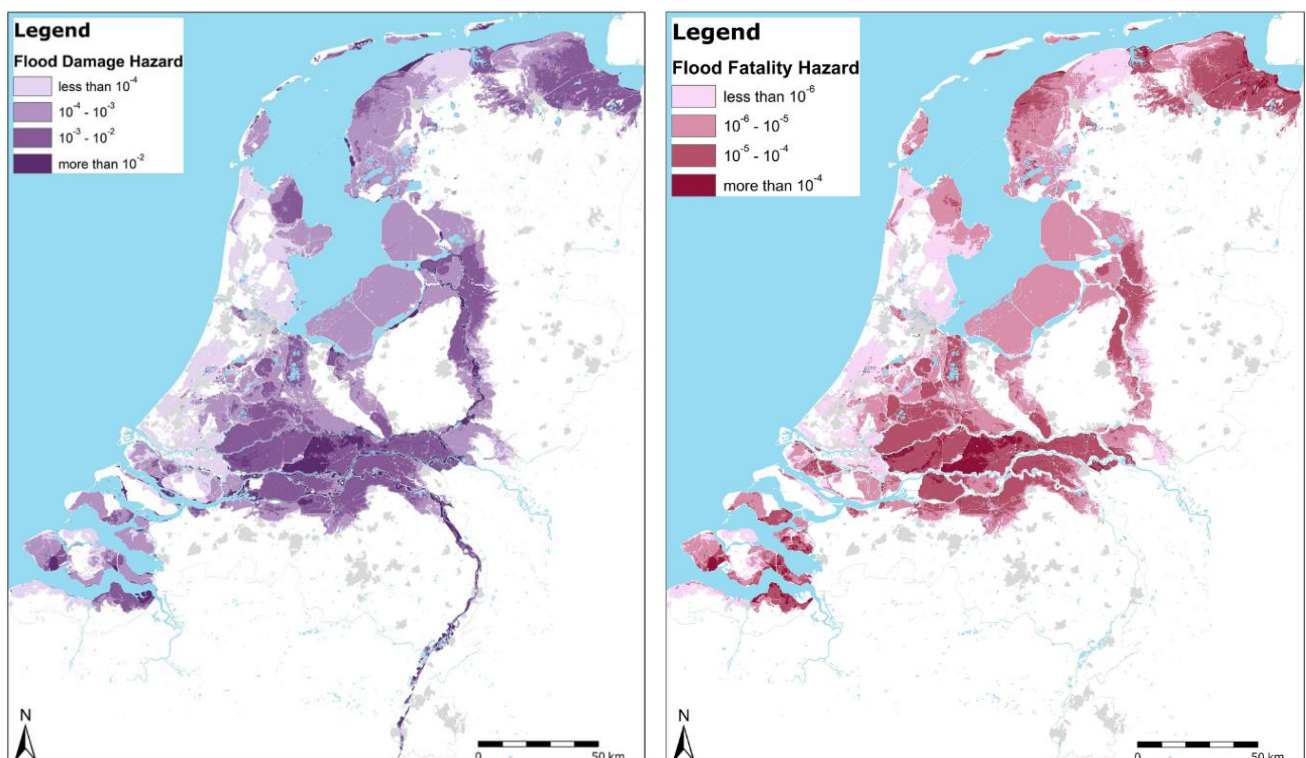 Legend
Flood Damage Hazard
less than 10⁻⁴
10⁻⁴ - 10⁻³
10⁻³ - 10⁻²
more than 10⁻²
N
0 50 km
Legend
Flood Fatality Hazard
less than 10⁻⁶
10⁻⁶ - 10⁻⁵
10⁻⁵ - 10⁻⁴
more than 10⁻⁴
N
0 50 km